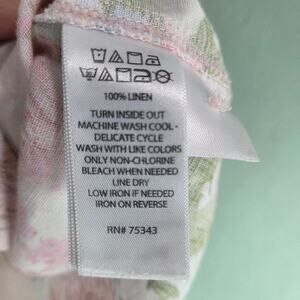 100% LINEN
TURN INSIDE OUT
MACHINE WASH COOL -
DELICATE CYCLE
WASH WITH LIKE COLORS
ONLY NON-CHLORINE
BLEACH WHEN NEEDED
LINE DRY
LOW IRON IF NEEDED
IRON ON REVERSE
RN# 75343